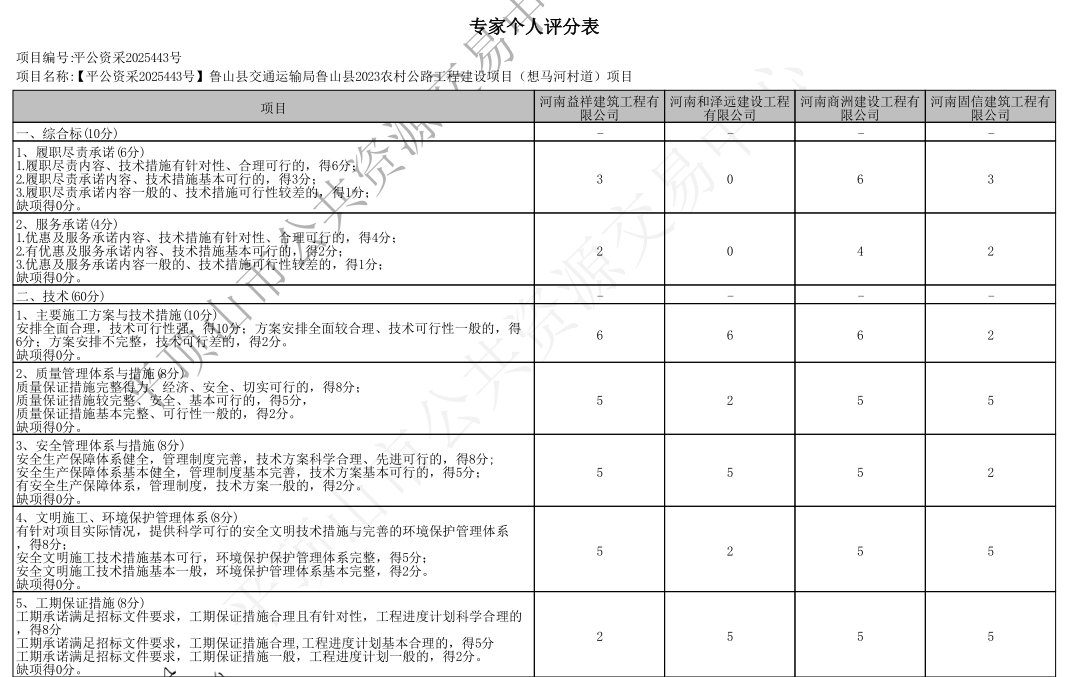 专家个人评分表
项目编号:平公资采2025443号
项目名称:【平公资采2025443号】鲁山县交通运输局鲁山县2023农村公路工程建设项目（想马河村道）项目
项目
河南益祥建筑工程有限公司
河南和泽远建设工程有限公司
河南商洲建设工程有限公司
河南固信建筑工程有限公司
一、综合标(10分)
– – – –
1、履职尽责承诺(6分)
1.履职尽责内容、技术措施有针对性、合理可行的，得6分；
2.履职尽责承诺内容、技术措施基本可行的，得3分；
3.履职尽责承诺内容一般的、技术措施可行性较差的，得1分；
缺项得0分。
3 0 6 3
2、服务承诺(4分)
1.优惠及服务承诺内容、技术措施有针对性、合理可行的，得4分；
2.有优惠及服务承诺内容、技术措施基本可行的，得2分；
3.优惠及服务承诺内容一般的、技术措施可行性较差的，得1分；
缺项得0分。
2 0 4 2
二、技术(60分)
– – – –
1、主要施工方案与技术措施(10分)
安排全面合理，技术可行性强，得10分；方案安排全面较合理、技术可行性一般的，得
6分；方案安排不完整，技术可行差的，得2分。
缺项得0分。
6 6 6 2
2、质量管理体系与措施(8分)
质量保证措施完整得力、经济、安全、切实可行的，得8分；
质量保证措施较完整、安全、基本可行的，得5分，
质量保证措施基本完整、可行性一般的，得2分。
缺项得0分。
5 2 5 5
3、安全管理体系与措施(8分)
安全生产保障体系健全，管理制度完善，技术方案科学合理、先进可行的，得8分；
安全生产保障体系基本健全，管理制度基本完善，技术方案基本可行的，得5分；
有安全生产保障体系，管理制度，技术方案一般的，得2分。
缺项得0分。
5 5 5 2
4、文明施工、环境保护管理体系(8分)
有针对项目实际情况，提供科学可行的安全文明技术措施与完善的环境保护管理体系
，得8分；
安全文明施工技术措施基本可行，环境保护保护管理体系完整，得5分；
安全文明施工技术措施基本一般，环境保护管理体系基本完整，得2分。
缺项得0分。
5 2 5 5
5、工期保证措施(8分)
工期承诺满足招标文件要求，工期保证措施合理且有针对性，工程进度计划科学合理的
，得8分
工期承诺满足招标文件要求，工期保证措施合理,工程进度计划基本合理的，得5分
工期承诺满足招标文件要求，工期保证措施一般，工程进度计划一般的，得2分。
缺项得0分。
2 5 5 5
平顶山市公共资源交易中
平顶山市公共资源交易中心